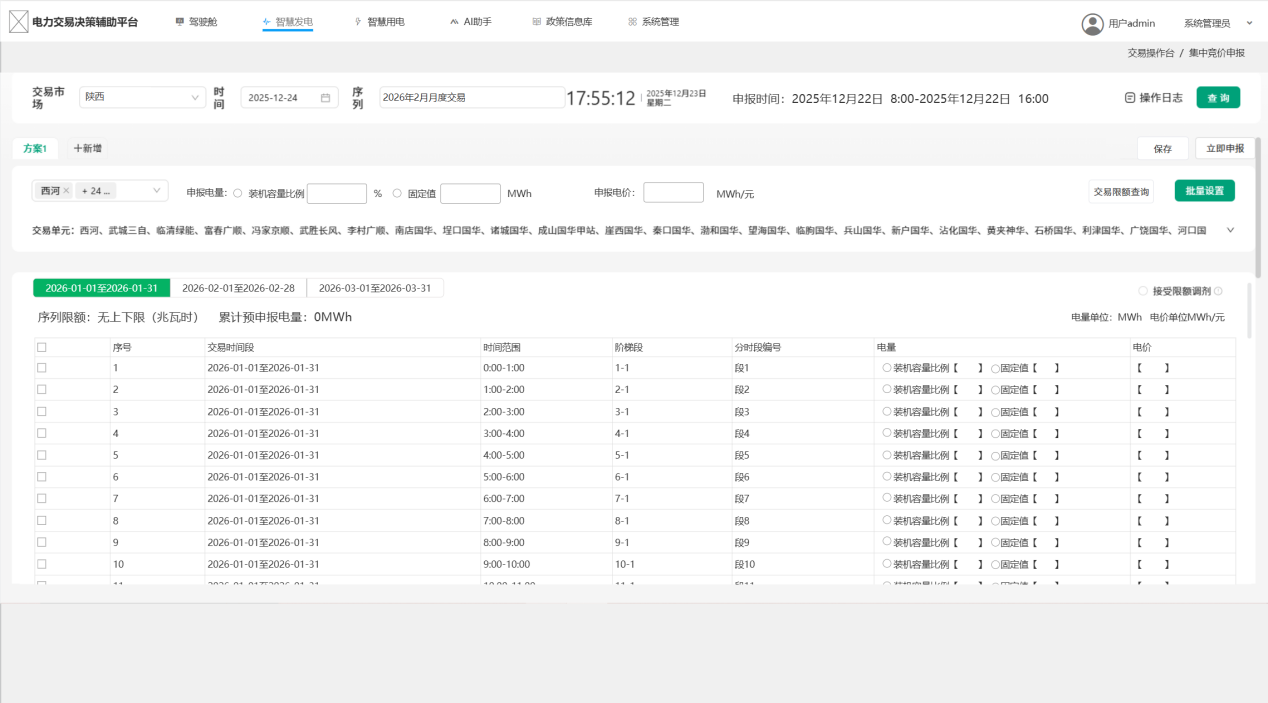 电力交易决策辅助平台 驾驶舱 智慧发电 智慧用电 AI助手 政策信息库 系统管理 用户admin 系统管理员
交易操作台 / 集中竞价申报
交易市场 陕西 时间 2025-12-24 序列 2026年2月月度交易 17:55:12 2025年12月23日 星期二 申报时间：2025年12月22日 8:00-2025年12月22日 16:00 操作日志 查 询
方案1 十新增 保存 立即申报
西河 × + 24 ... 申报电量： 装机容量比例 % 固定值 MWh 申报电价： MWh/元 交易限额查询 批量设置
交易单元：西河、武城三自、临清绿能、富春广顺、冯家京顺、武胜长风、李村广顺、南店国华、埕口国华、诸城国华、成山国华甲站、崖西国华、秦口国华、渤和国华、望海国华、临朐国华、兵山国华、新户国华、沾化国华、黄夹神华、石桥国华、利津国华、广饶国华、河口国
2026-01-01至2026-01-31 2026-02-01至2026-02-28 2026-03-01至2026-03-31 接受限额调剂
序列限额：无上下限（兆瓦时） 累计预申报电量：0MWh 电量单位：MWh 电价单位MWh/元
序号 交易时间段 时间范围 阶梯段 分时段编号 电量 电价
1 2026-01-01至2026-01-31 0:00-1:00 1-1 段1 装机容量比例【 】 固定值【 】 【 】
2 2026-01-01至2026-01-31 1:00-2:00 2-1 段2 装机容量比例【 】 固定值【 】 【 】
3 2026-01-01至2026-01-31 2:00-3:00 3-1 段3 装机容量比例【 】 固定值【 】 【 】
4 2026-01-01至2026-01-31 3:00-4:00 4-1 段4 装机容量比例【 】 固定值【 】 【 】
5 2026-01-01至2026-01-31 4:00-5:00 5-1 段5 装机容量比例【 】 固定值【 】 【 】
6 2026-01-01至2026-01-31 5:00-6:00 6-1 段6 装机容量比例【 】 固定值【 】 【 】
7 2026-01-01至2026-01-31 6:00-7:00 7-1 段7 装机容量比例【 】 固定值【 】 【 】
8 2026-01-01至2026-01-31 7:00-8:00 8-1 段8 装机容量比例【 】 固定值【 】 【 】
9 2026-01-01至2026-01-31 8:00-9:00 9-1 段9 装机容量比例【 】 固定值【 】 【 】
10 2026-01-01至2026-01-31 9:00-10:00 10-1 段10 装机容量比例【 】 固定值【 】 【 】